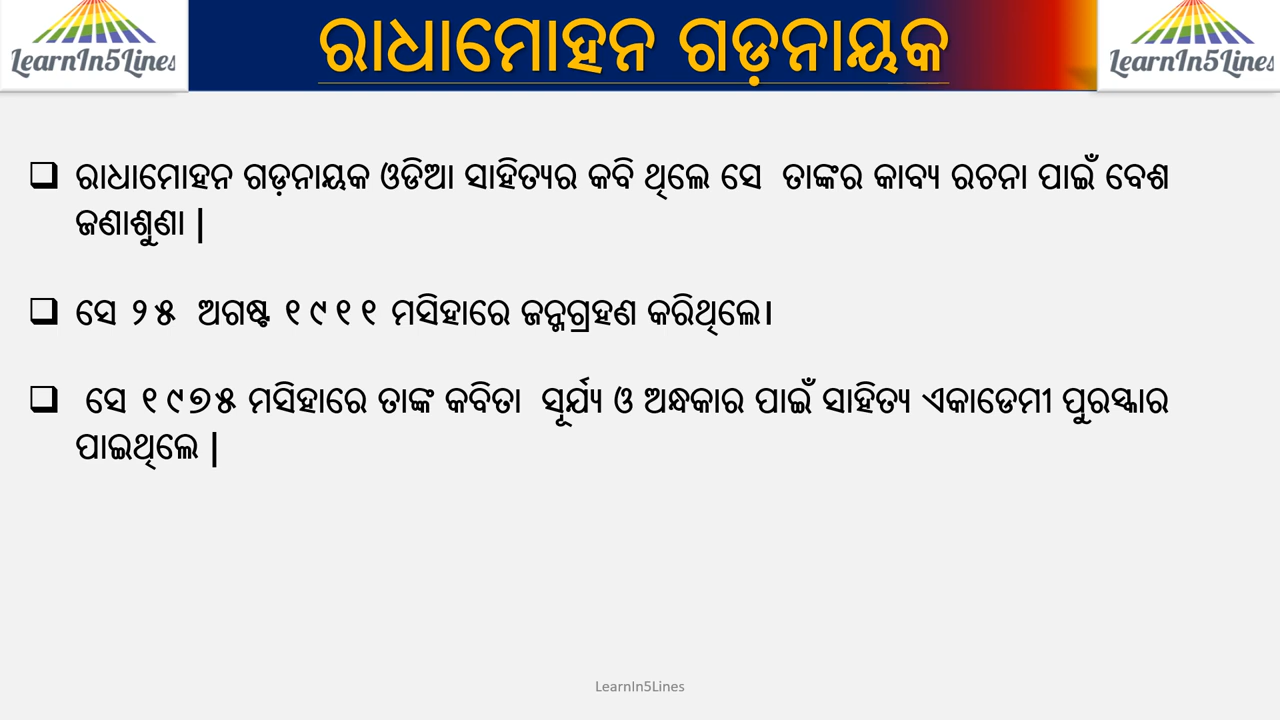 LearnIn5Lines
ରାଧାମୋହନ ଗଡ଼ନାୟକ
LearnIn5Lines
❑ ରାଧାମୋହନ ଗଡ଼ନାୟକ ଓଡିଆ ସାହିତ୍ୟର କବି ଥିଲେ ସେ ତାଙ୍କର କାବ୍ୟ ରଚନା ପାଇଁ ବେଶ
ଜଣାଶୁଣା |
❑ ସେ ୨୫ ଅଗଷ୍ଟ ୧୯୧୧ ମସିହାରେ ଜନ୍ମଗ୍ରହଣ କରିଥିଲେ।
❑ ସେ ୧୯୭୫ ମସିହାରେ ତାଙ୍କ କବିତା ସୂର୍ଯ୍ୟ ଓ ଅନ୍ଧକାର ପାଇଁ ସାହିତ୍ୟ ଏକାଡେମୀ ପୁରସ୍କାର
ପାଇଥିଲେ |
LearnIn5Lines